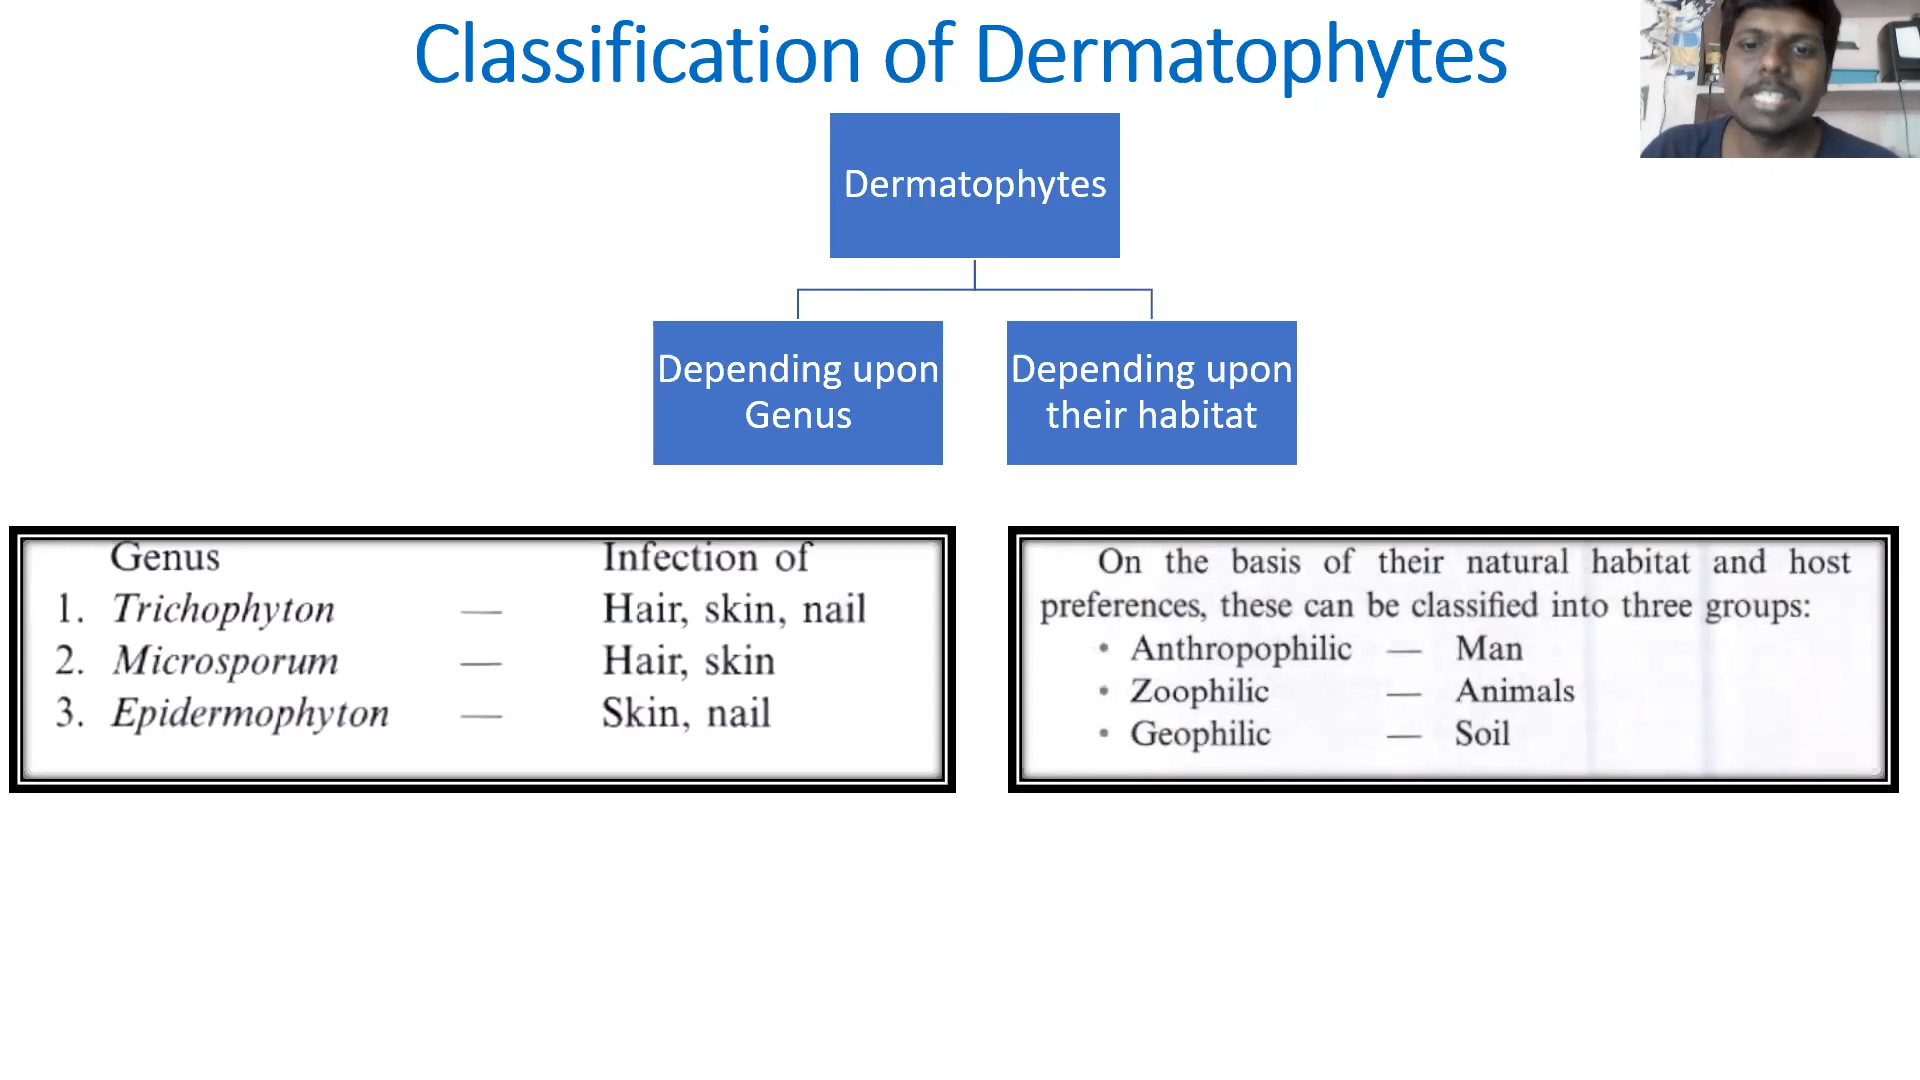 Classification of Dermatophytes
Dermatophytes
Depending upon
Genus
Depending upon
their habitat
Genus Infection of
1. Trichophyton — Hair, skin, nail
2. Microsporum — Hair, skin
3. Epidermophyton — Skin, nail
On the basis of their natural habitat and host
preferences, these can be classified into three groups:
• Anthropophilic — Man
• Zoophilic — Animals
• Geophilic — Soil